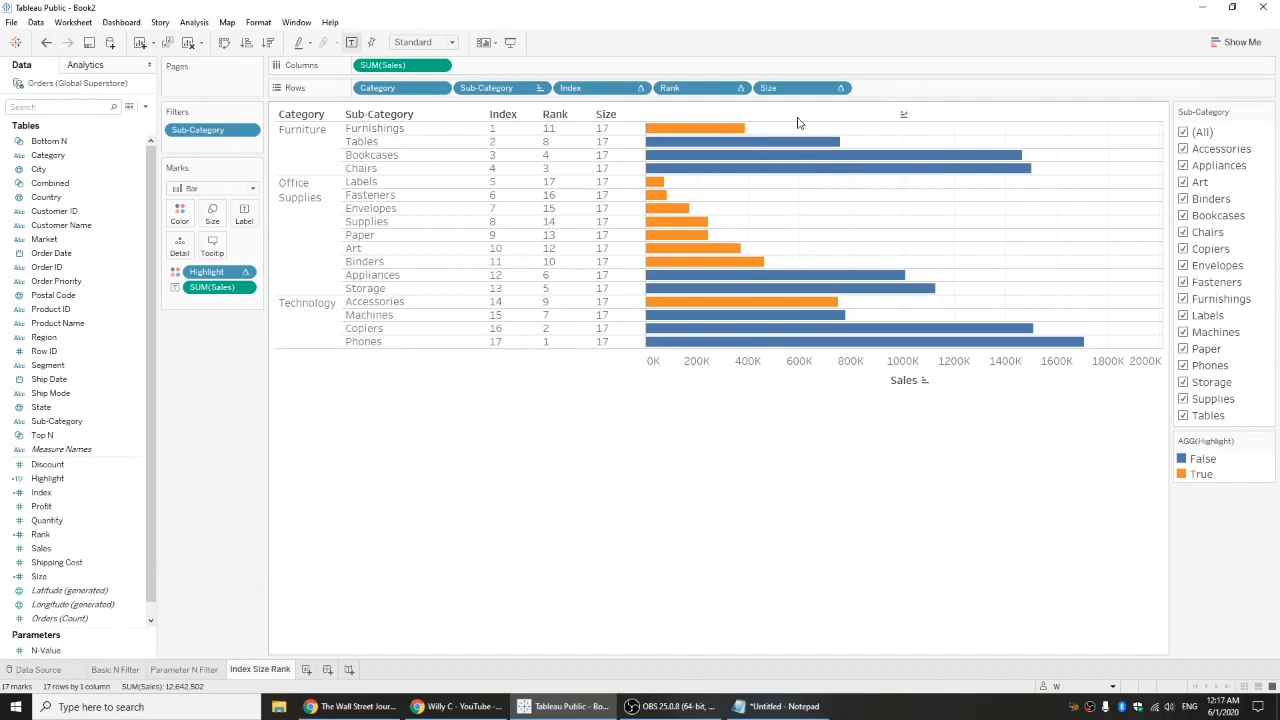 Tableau Public - Book2
File Data Worksheet Dashboard Story Analysis Map Format Window Help
Standard
Show Me
Data Analytics
Pages
Columns SUM(Sales)
Orders (Global Superstore)
Rows Category Sub-Category Index Rank Size
Search
Filters
Sub-Category
Tables
Bottom N
Category
City
Combined
Country
Customer ID
Customer Name
Market
Order Date
Order ID
Order Priority
Postal Code
Product ID
Product Name
Region
Row ID
Segment
Ship Date
Ship Mode
State
Sub-Category
Top N
Measure Names
Discount
Highlight
Index
Profit
Quantity
Rank
Sales
Shipping Cost
Size
Latitude (generated)
Longitude (generated)
Orders (Count)
Parameters
N-Value
Marks
Bar
Color Size Label
Detail Tooltip
Highlight
SUM(Sales)
Category Sub-Category Index Rank Size
Furniture Furnishings 1 11 17
Tables 2 8 17
Bookcases 3 4 17
Chairs 4 3 17
Office Supplies Labels 5 17 17
Fasteners 6 16 17
Envelopes 7 15 17
Supplies 8 14 17
Paper 9 13 17
Art 10 12 17
Binders 11 10 17
Appliances 12 6 17
Storage 13 5 17
Technology Accessories 14 9 17
Machines 15 7 17
Copiers 16 2 17
Phones 17 1 17
0K 200K 400K 600K 800K 1000K 1200K 1400K 1600K 1800K 2000K
Sales
Sub-Category
(All)
Accessories
Appliances
Art
Binders
Bookcases
Chairs
Copiers
Envelopes
Fasteners
Furnishings
Labels
Machines
Paper
Phones
Storage
Supplies
Tables
AGG(Highlight)
False
True
Data Source Basic N Filter Parameter N Filter Index Size Rank
17 marks 17 rows by 1 column SUM(Sales): 12,642,502
W
Type here to search
The Wall Street Jour...
Willy C - YouTube -...
Tableau Public - Boo...
OBS 25.0.8 (64-bit, ...
*Untitled - Notepad
12:17 AM
6/1/2020